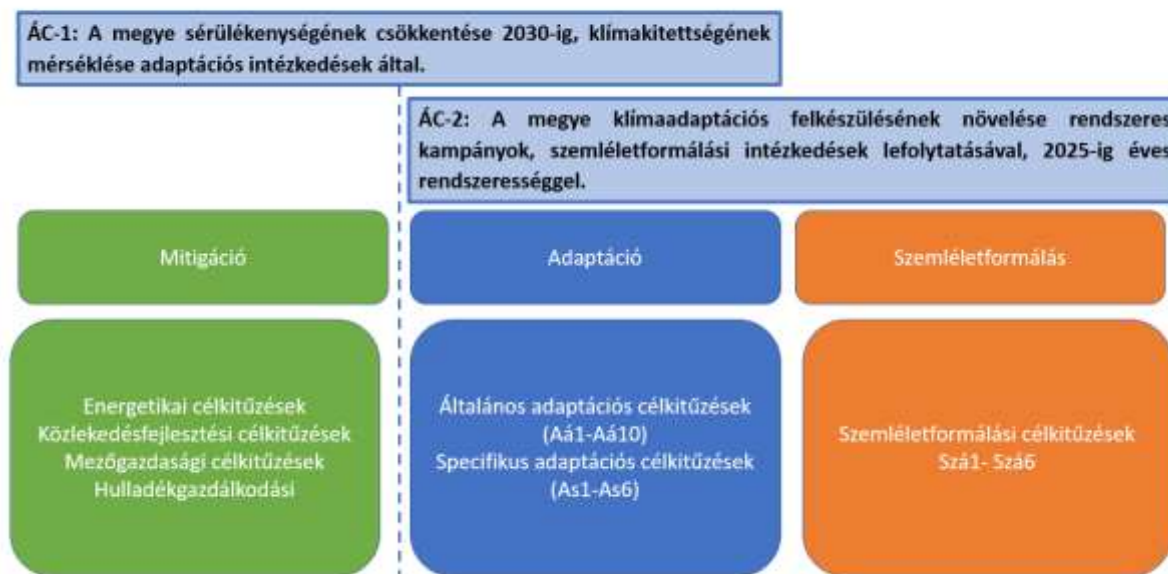 ÁC-1: A megye sérülékenységének csökkentése 2030-ig, klímakitettségének
mérséklése adaptációs intézkedések által.
ÁC-2: A megye klímaadaptációs felkészülésének növelése rendszeres
kampányok, szemléletformálási intézkedések lefolytatásával, 2025-ig éves
rendszerességgel.
Mitigáció
Adaptáció
Szemléletformálás
Energetikai célkitűzések
Közlekedésfejlesztési célkitűzések
Mezőgazdasági célkitűzések
Hulladékgazdálkodási
Általános adaptációs célkitűzések
(Aá1-Aá10)
Specifikus adaptációs célkitűzések
(As1-As6)
Szemléletformálási célkitűzések
Szá1- Szá6